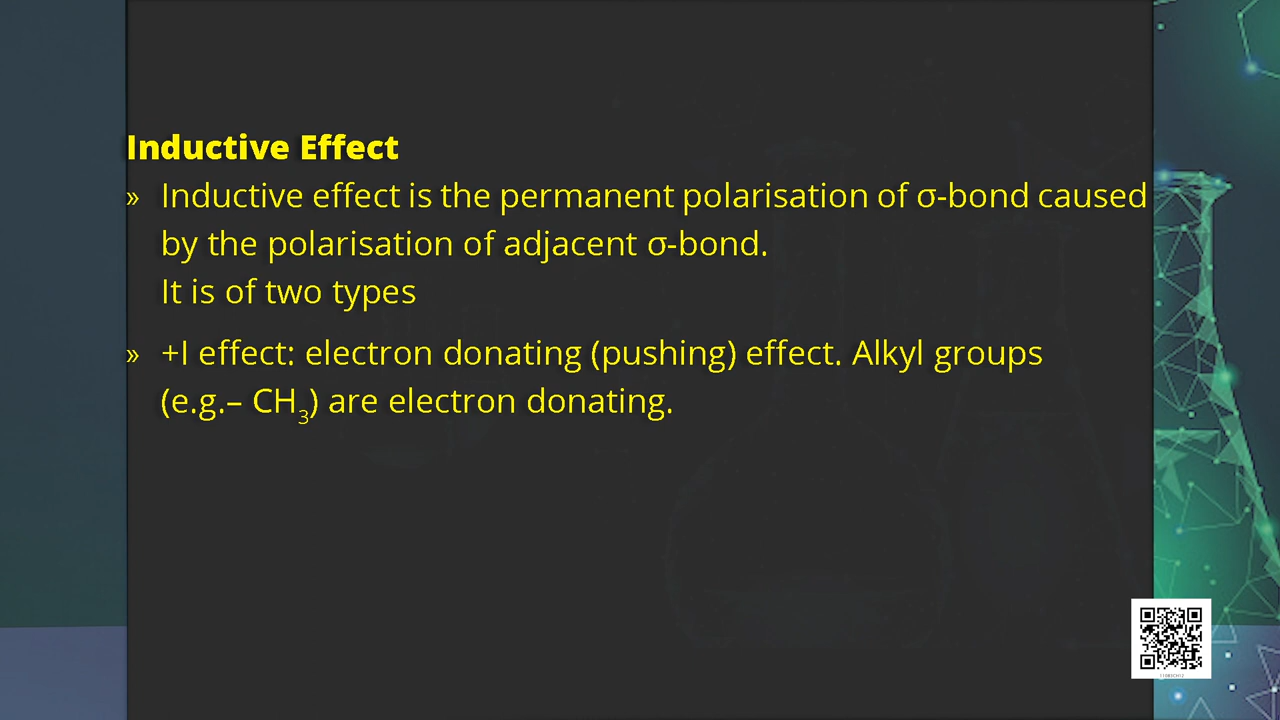 Inductive Effect
» Inductive effect is the permanent polarisation of σ-bond caused
by the polarisation of adjacent σ-bond.
It is of two types
» +I effect: electron donating (pushing) effect. Alkyl groups
(e.g.– CH₃) are electron donating.